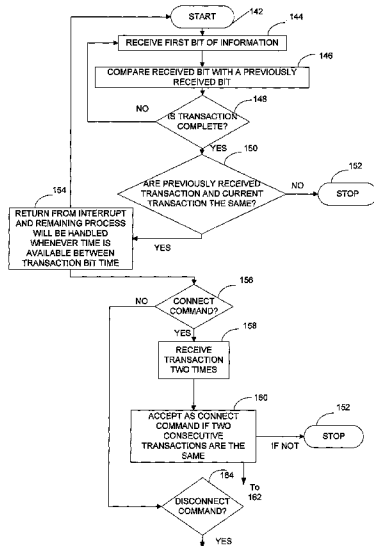 START
142
144
RECEIVE FIRST BIT OF INFORMATION
146
COMPARE RECEIVED BIT WITH A PREVIOUSLY
RECEIVED BIT
148
NO
IS TRANSACTION
COMPLETE?
150
YES
ARE PREVIOUSLY RECEIVED
TRANSACTION AND CURRENT
TRANSACTION THE SAME?
NO
152
STOP
154
RETURN FROM INTERRUPT
AND REMAINING PROCESS
WILL BE HANDLED
WHENEVER TIME IS
AVAILABLE BETWEEN
TRANSACTION BIT TIME
YES
156
NO
CONNECT
COMMAND?
YES
158
RECEIVE
TRANSACTION
TWO TIMES
160
ACCEPT AS CONNECT
COMMAND IF TWO
CONSECUTIVE
TRANSACTIONS ARE THE
SAME
152
STOP
IF NOT
164
To
162
DISCONNECT
COMMAND?
YES